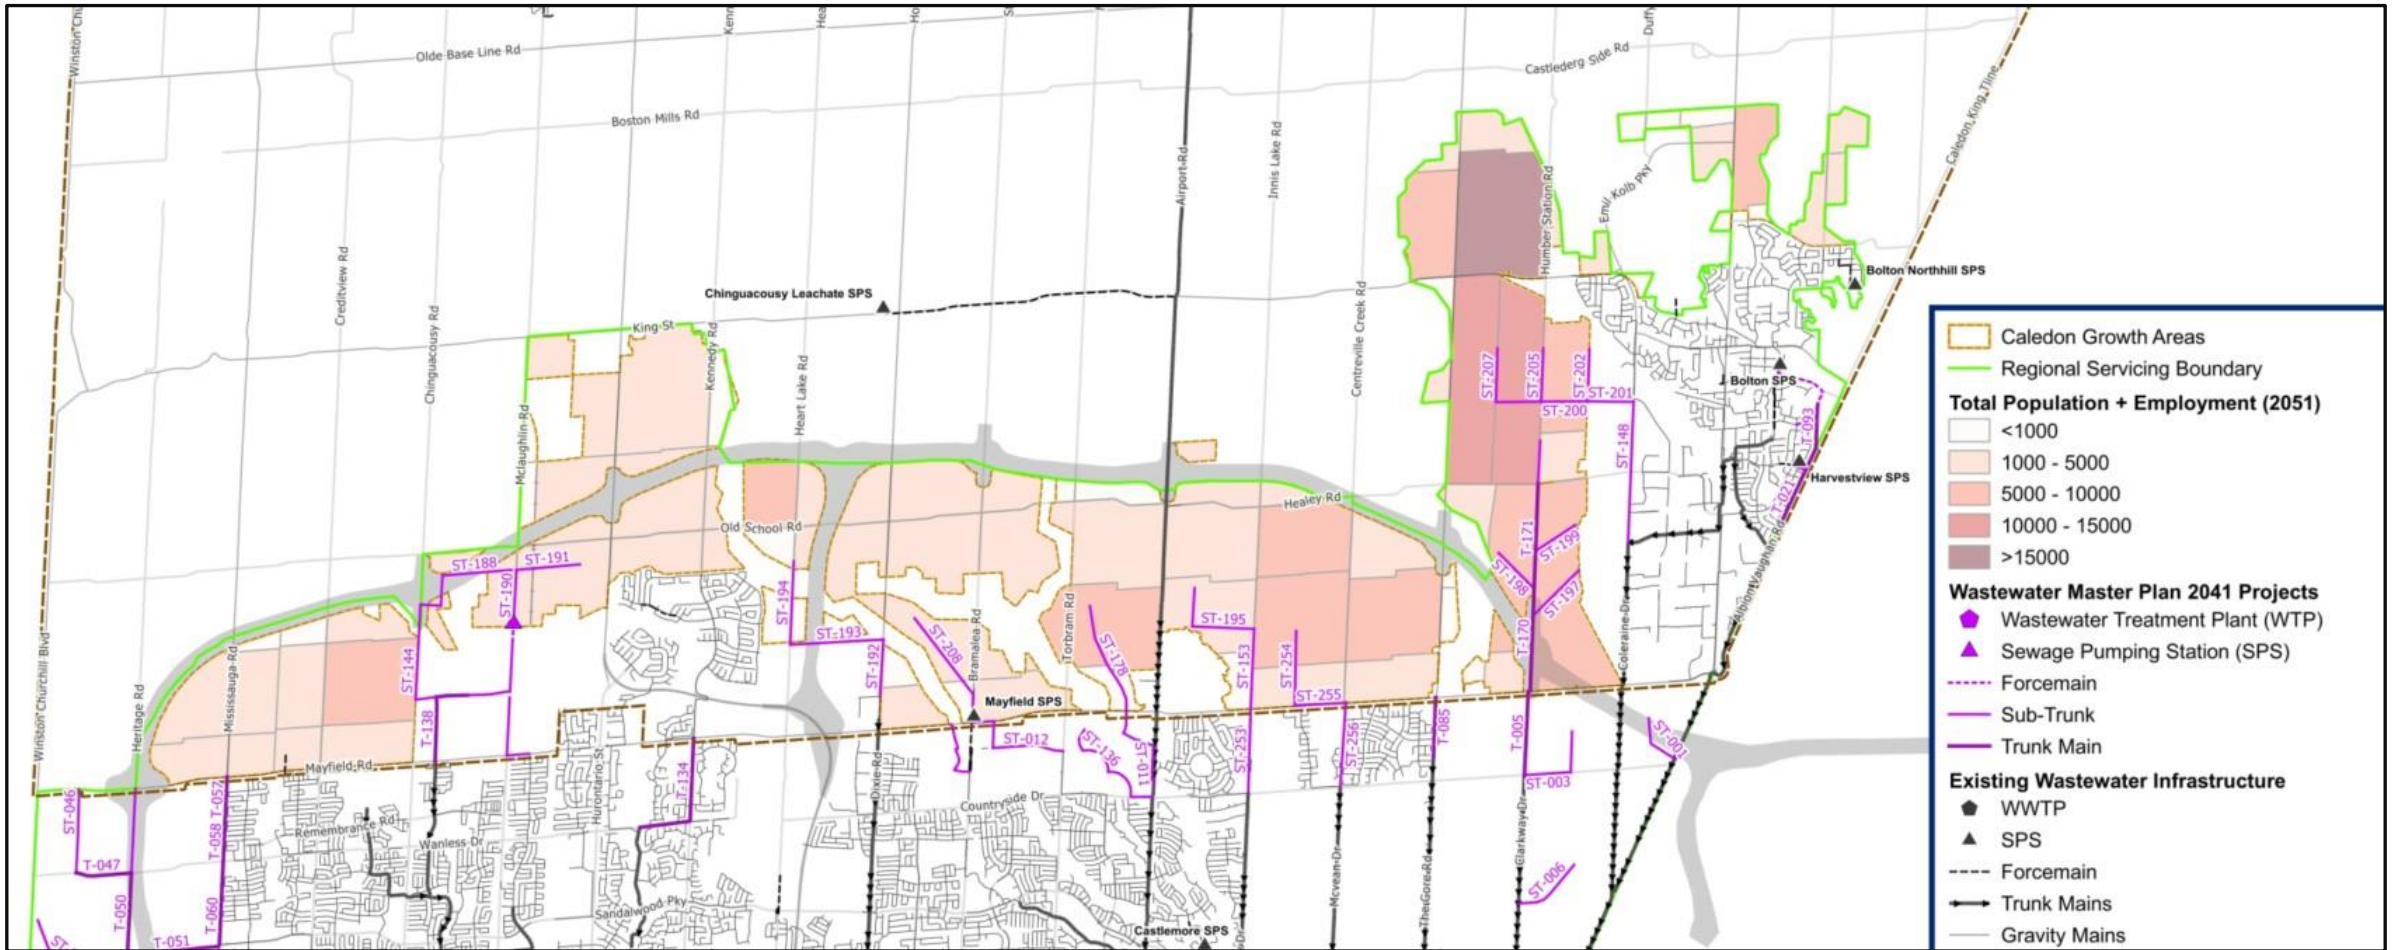 Olde Base Line Rd
Boston Mills Rd
Castlederg Side Rd
Caledon King Tline
Airport Rd
Innis Lake Rd
Humber Station Rd
Emil Kolb Pky
Creditview Rd
Chinguacousy Rd
Chinguacousy Leachate SPS
Centreville Creek Rd
Bolton Northhill SPS
King St
Kennedy Rd
Heart Lake Rd
Mclaughlin Rd
ST-207
ST-205
ST-202
ST-201
ST-200
ST-148
Bolton SPS
T-093
Harvestview SPS
T-021
Healey Rd
Old School Rd
T-171
ST-199
ST-198
ST-197
T-170
ST-188
ST-191
ST-190
ST-194
ST-193
ST-192
ST-208
Bramalea Rd
Torbram Rd
ST-178
ST-195
ST-153
ST-254
ST-255
Coleraine Dr
Albion Vaughan Rd
Winston Churchill Blvd
Heritage Rd
Mississauga Rd
ST-144
T-138
Mayfield SPS
Mayfield Rd
ST-012
ST-136
ST-011
ST-253
ST-256
T-085
T-005
ST-003
ST-001
ST-046
T-057
T-058
T-047
T-050
T-060
T-051
Remembrance Rd
Wanless Dr
Hurontario St
T-134
Dixie Rd
Countryside Dr
Sandalwood Pky
Castlemore SPS
Mcvean Dr
The Gore Rd
Clarkway Dr
ST-006
Caledon Growth Areas
Regional Servicing Boundary
Total Population + Employment (2051)
<1000
1000 - 5000
5000 - 10000
10000 - 15000
>15000
Wastewater Master Plan 2041 Projects
Wastewater Treatment Plant (WTP)
Sewage Pumping Station (SPS)
Forcemain
Sub-Trunk
Trunk Main
Existing Wastewater Infrastructure
WWTP
SPS
Forcemain
Trunk Mains
Gravity Mains